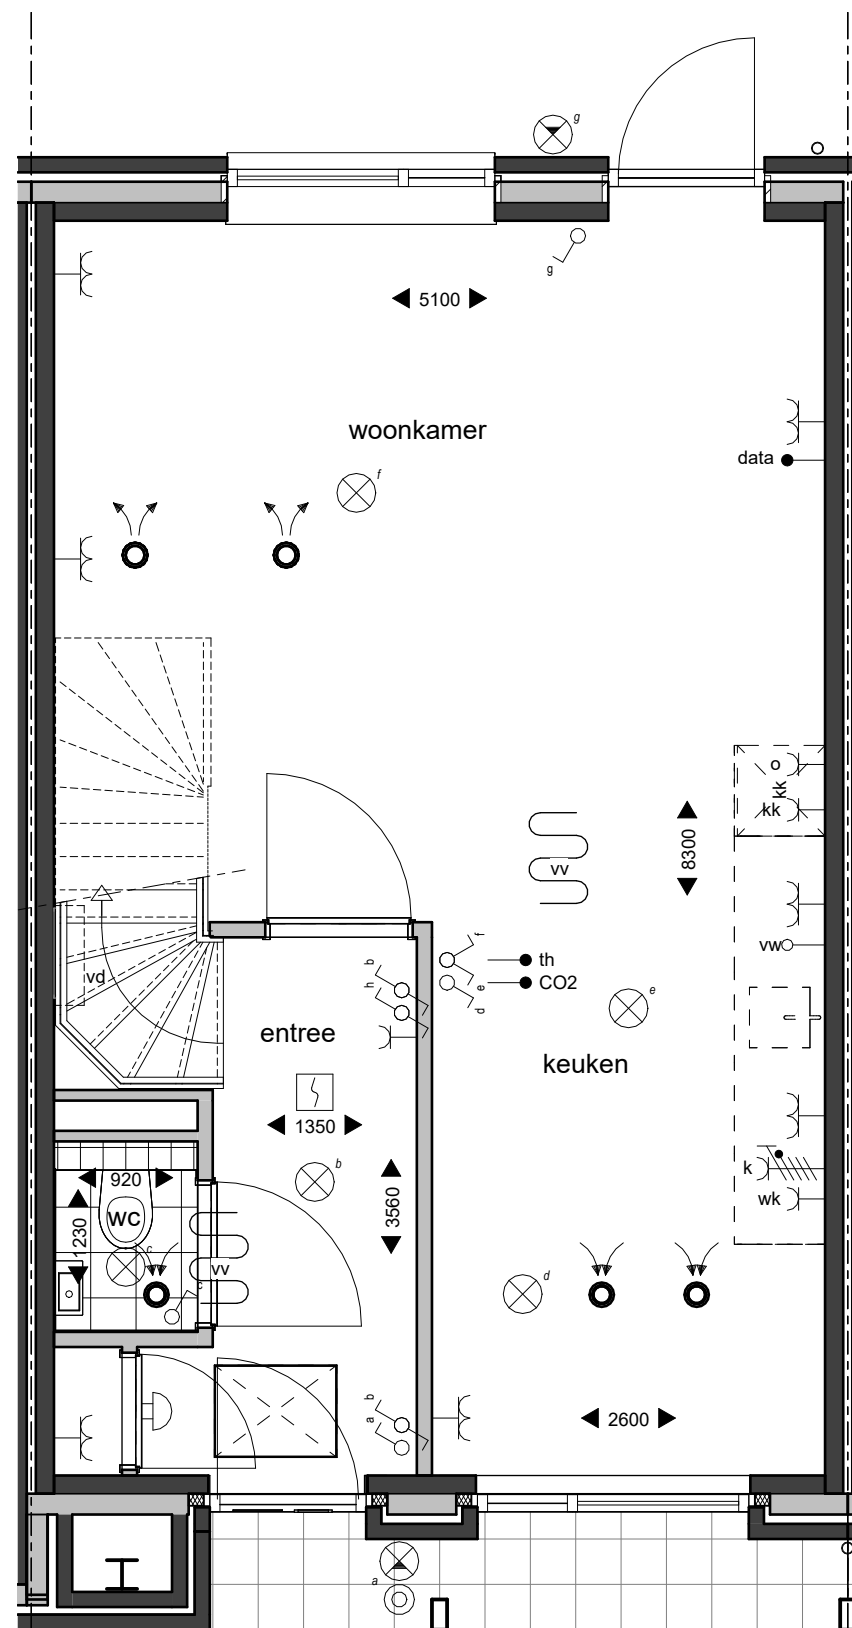 g
g
5100
woonkamer
data
f
o
kk
kk
8300
vv
vw
f
b
th
h
e
CO2
d
vd
e
entree
keuken
1350
b
920
3560
k
wk
wc
1230
c
vv
c
d
b
a
2600
a